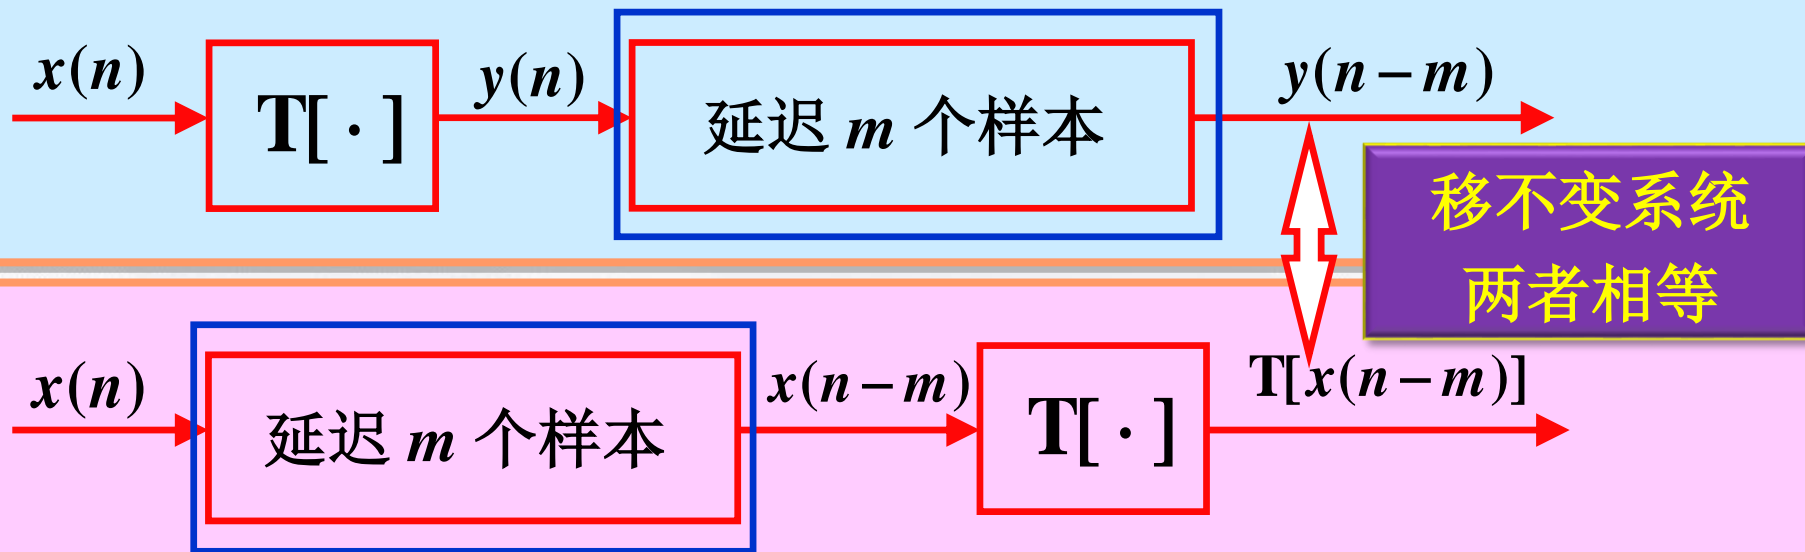 x(n)
T[·]
y(n)
延迟 m 个样本
y(n−m)
移不变系统
两者相等
x(n)
延迟 m 个样本
x(n−m)
T[·]
T[x(n−m)]